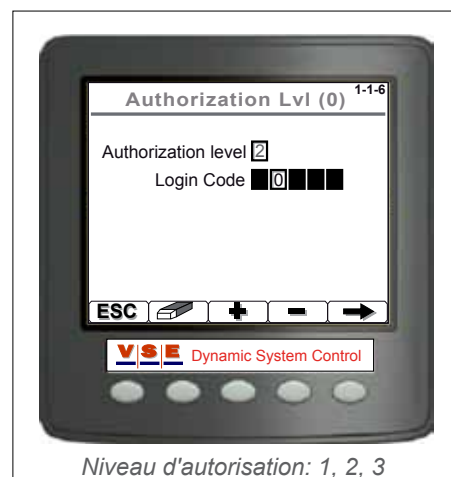 Authorization Lvl (0) 1-1-6
Authorization level 2
Login Code 0
ESC + - →
VSE Dynamic System Control
Niveau d'autorisation: 1, 2, 3